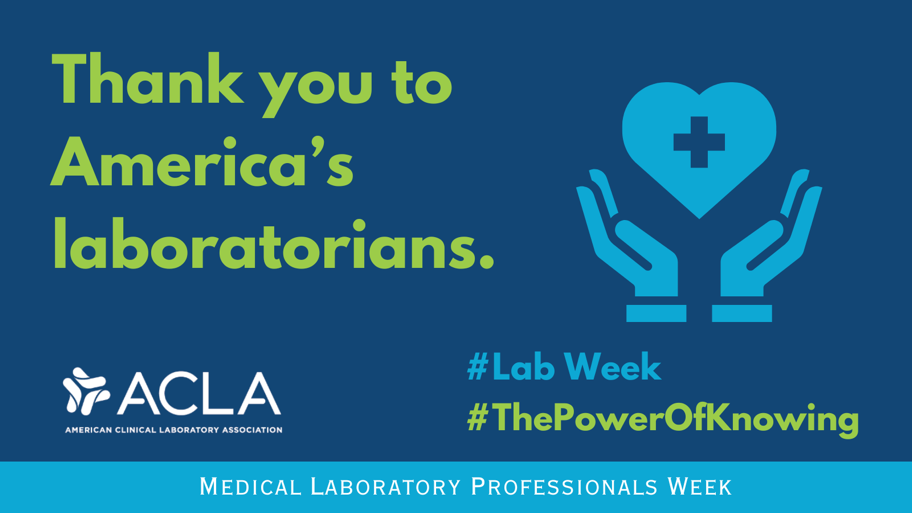 Thank you to
America's
laboratorians.
ACLA
AMERICAN CLINICAL LABORATORY ASSOCIATION
#Lab Week
#ThePowerOfKnowing
MEDICAL LABORATORY PROFESSIONALS WEEK